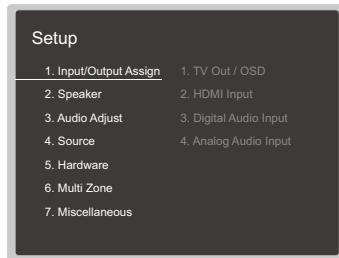 Setup
1. Input/Output Assign
2. Speaker
3. Audio Adjust
4. Source
5. Hardware
6. Multi Zone
7. Miscellaneous
1. TV Out / OSD
2. HDMI Input
3. Digital Audio Input
4. Analog Audio Input